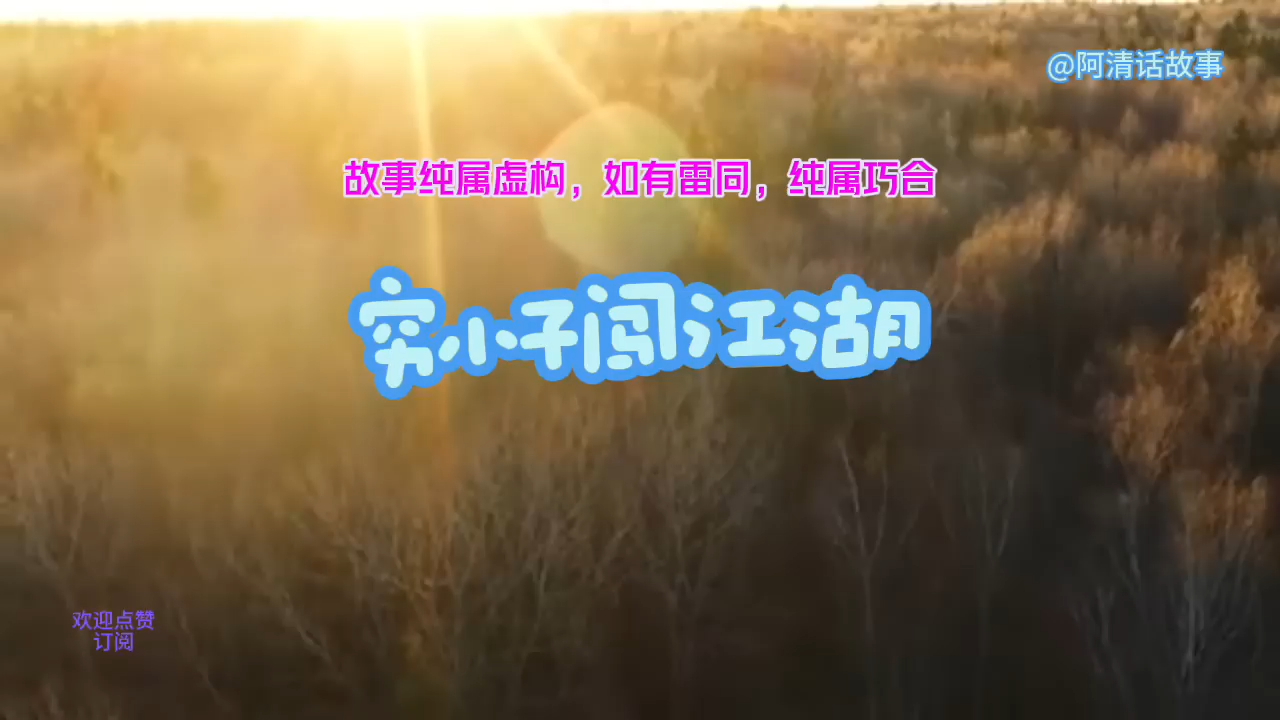 @阿清话故事
故事纯属虚构，如有雷同，纯属巧合
穷小子闯江湖
欢迎点赞
订阅